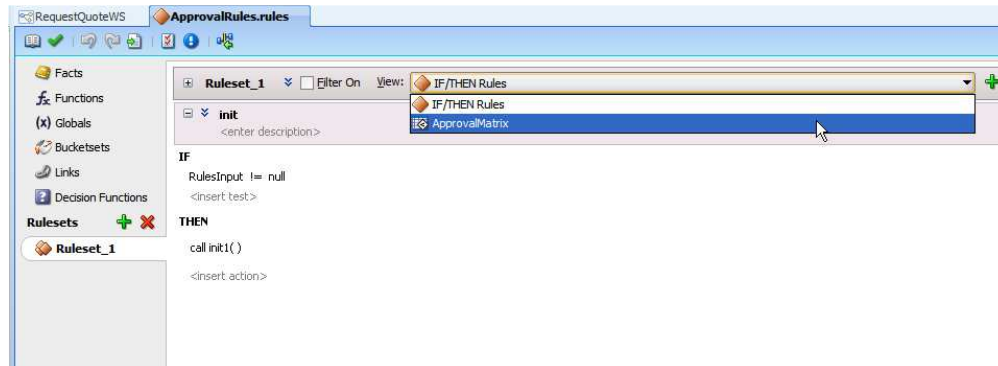 RequestQuoteWS ApprovalRules.rules
Facts
fx Functions
(x) Globals
Bucketsets
Links
Decision Functions
Rulesets
Ruleset_1
Ruleset_1 Filter On View: IF/THEN Rules
IF/THEN Rules
ApprovalMatrix
init
<enter description>
IF
RulesInput != null
<insert test>
THEN
call init1( )
<insert action>